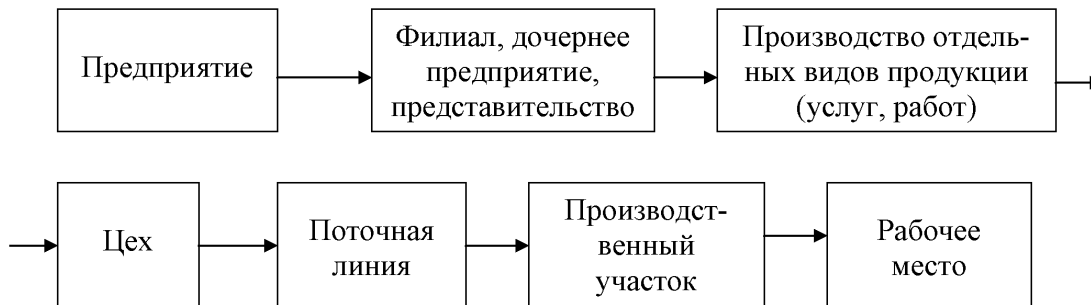 Предприятие
Филиал, дочернее
предприятие,
представительство
Производство отдель-
ных видов продукции
(услуг, работ)
Цех
Поточная
линия
Производст-
венный
участок
Рабочее
место